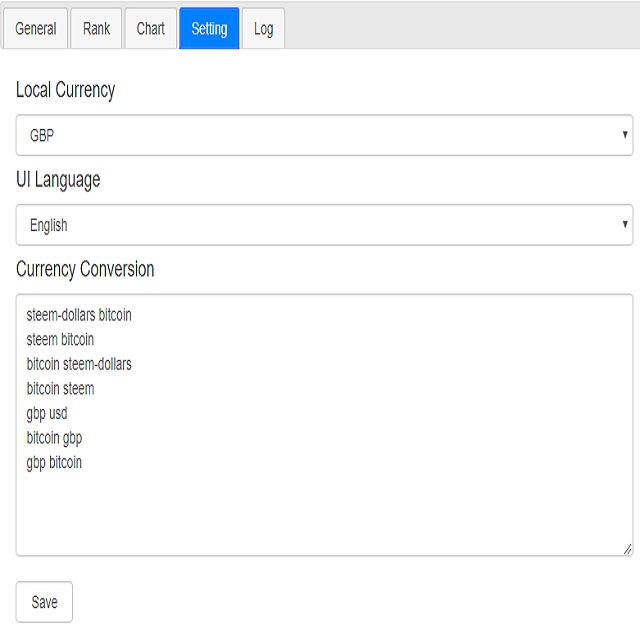 General Rank Chart Setting Log
Local Currency
GBP
UI Language
English
Currency Conversion
steem-dollars bitcoin
steem bitcoin
bitcoin steem-dollars
bitcoin steem
gbp usd
bitcoin gbp
gbp bitcoin
Save